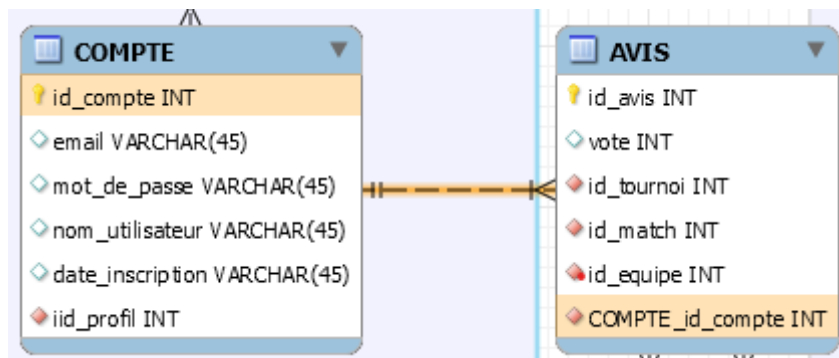 COMPTE
id_compte INT
email VARCHAR(45)
mot_de_passe VARCHAR(45)
nom_utilisateur VARCHAR(45)
date_inscription VARCHAR(45)
iid_profil INT
AVIS
id_avis INT
vote INT
id_tournoi INT
id_match INT
id_equipe INT
COMPTE_id_compte INT